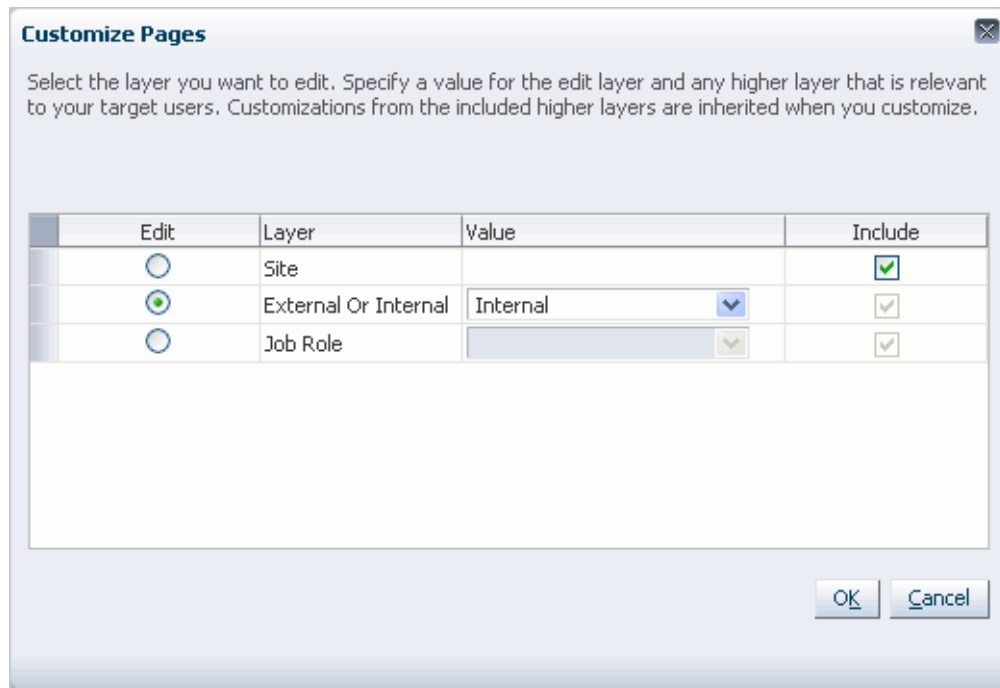 Customize Pages
Select the layer you want to edit. Specify a value for the edit layer and any higher layer that is relevant
to your target users. Customizations from the included higher layers are inherited when you customize.
Edit Layer Value Include
Site
External Or Internal Internal
Job Role
OK Cancel